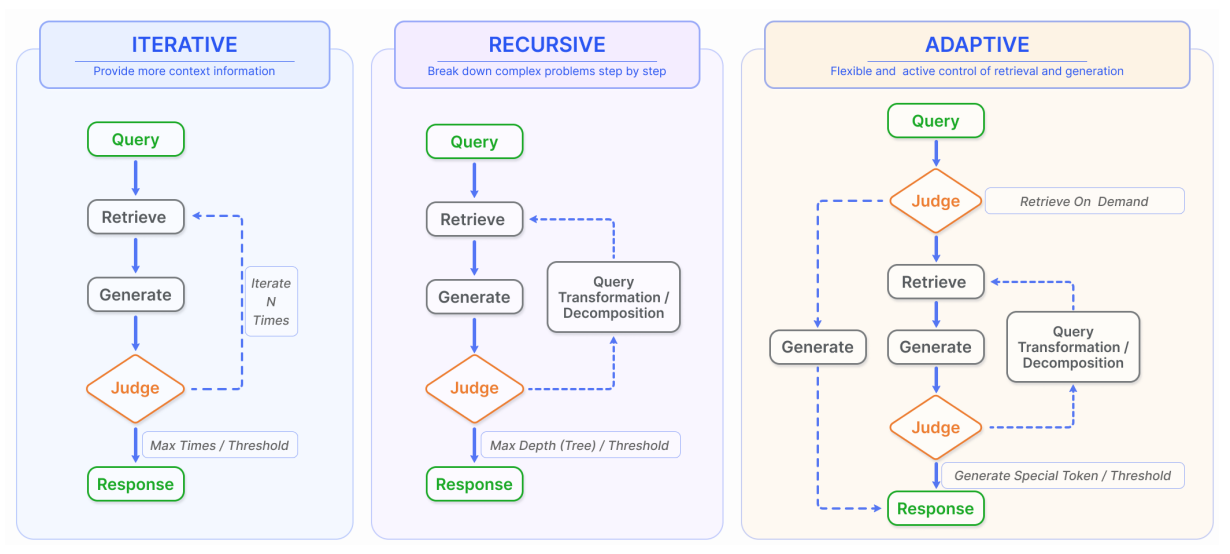 ITERATIVE
Provide more context information
Query
Retrieve
Generate
Iterate
N
Times
Judge
Max Times / Threshold
Response
RECURSIVE
Break down complex problems step by step
Query
Retrieve
Generate
Query
Transformation /
Decomposition
Judge
Max Depth (Tree) / Threshold
Response
ADAPTIVE
Flexible and active control of retrieval and generation
Query
Judge
Retrieve On Demand
Retrieve
Generate
Generate
Query
Transformation /
Decomposition
Judge
Generate Special Token / Threshold
Response